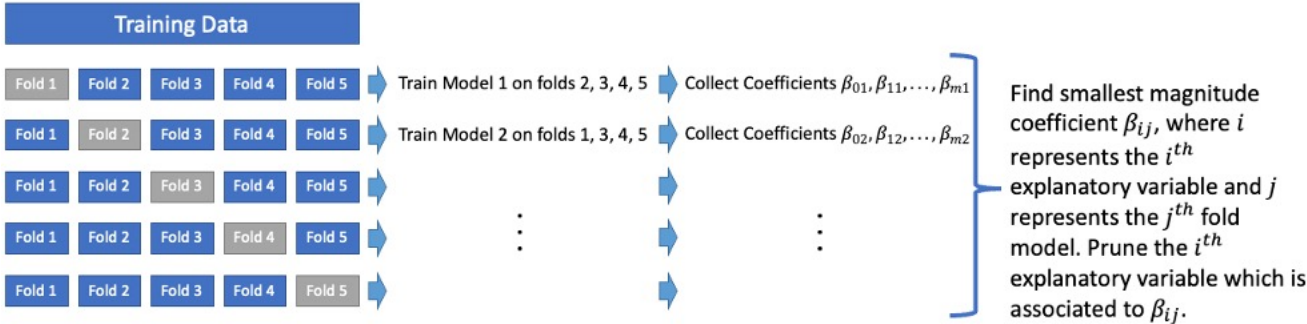 Training Data
Fold 1 Fold 2 Fold 3 Fold 4 Fold 5 Train Model 1 on folds 2, 3, 4, 5 Collect Coefficients β₀₁, β₁₁, . . . , βₘ₁
Fold 1 Fold 2 Fold 3 Fold 4 Fold 5 Train Model 2 on folds 1, 3, 4, 5 Collect Coefficients β₀₂, β₁₂, . . . , βₘ₂
Fold 1 Fold 2 Fold 3 Fold 4 Fold 5
Fold 1 Fold 2 Fold 3 Fold 4 Fold 5
Fold 1 Fold 2 Fold 3 Fold 4 Fold 5
Find smallest magnitude
coefficient βᵢⱼ, where i
represents the iᵗʰ
explanatory variable and j
represents the jᵗʰ fold
model. Prune the iᵗʰ
explanatory variable which is
associated to βᵢⱼ.